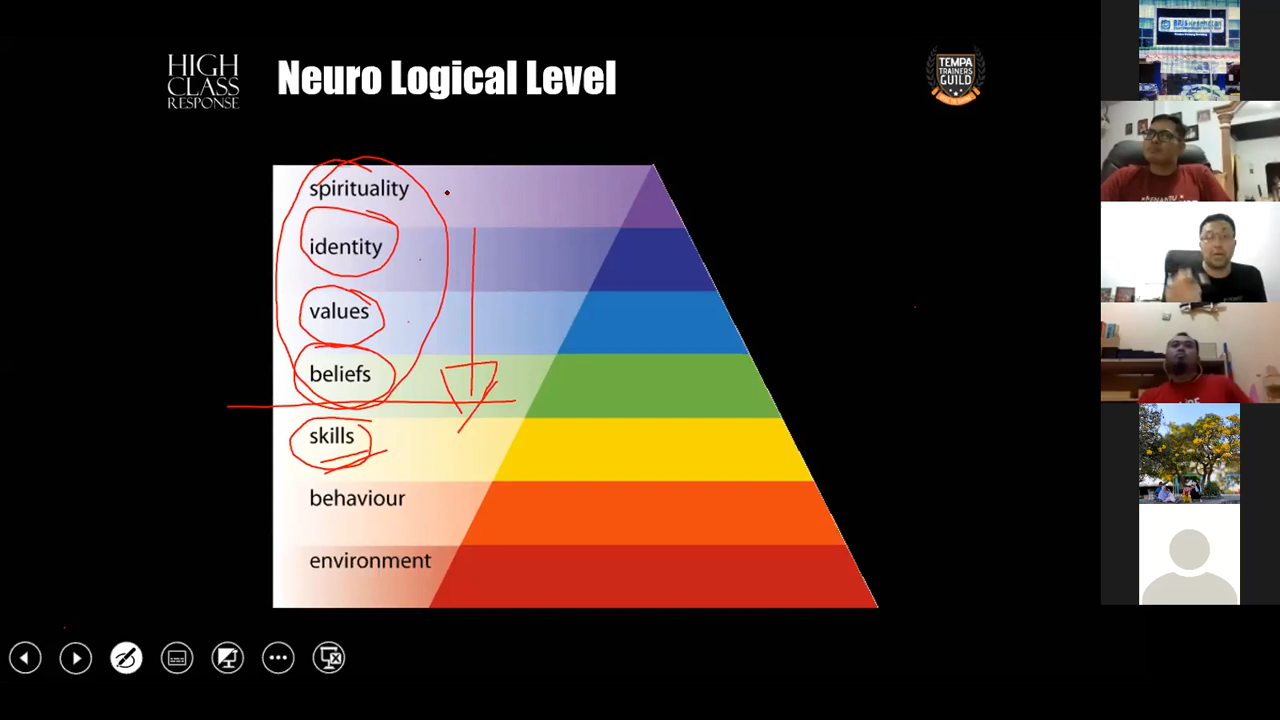 HIGH
CLASS
RESPONSE
Neuro Logical Level
TEMPA
TRAINERS
GUILD
spirituality
identity
values
beliefs
skills
behaviour
environment